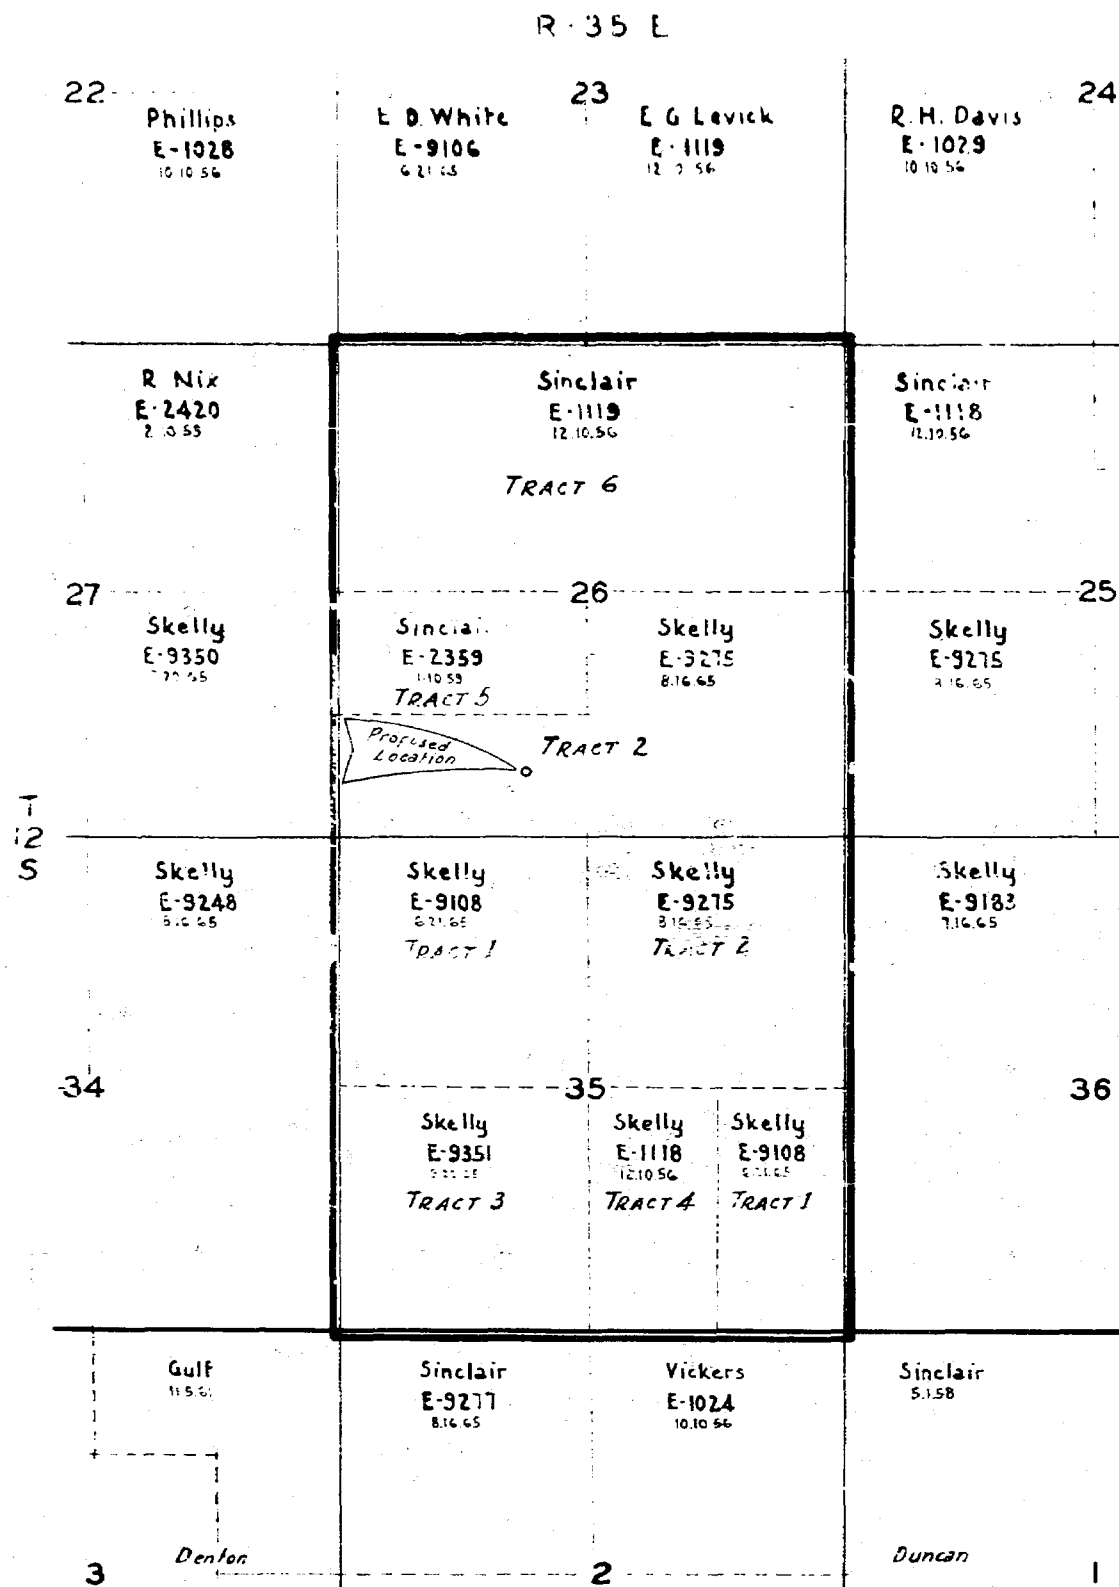 R-35 E
22
23
24
Phillips
E-1028
10.10.56
E D. White
E-9106
6.21.65
E G Levick
E-1119
R. H. Davis
E-1029
10.10.56
R Nix
E-2420
Sinclair
E-1119
12.10.56
TRACT 6
Sinclair
E-1118
12.10.56
27
26
25
Skelly
E-9350
Sinclai
E-2359
1.10.59
TRACT 5
Skelly
E-9275
8.16.65
Skelly
E-9275
8.16.65
Proposed
Location
TRACT 2
T
12
S
Skelly
E-9248
Skelly
E-9108
6.21.65
TRACT 1
Skelly
E-9275
8.16.65
TRACT 2
Skelly
E-9183
7.16.65
34
35
36
Skelly
E-9351
TRACT 3
Skelly
E-1118
12.10.56
TRACT 4
Skelly
E-9108
TRACT 1
Gulf
Sinclair
E-9277
8.16.65
Vickers
E-1024
10.10.56
Sinclair
5.1.58
Denton
Duncan
3
2
1